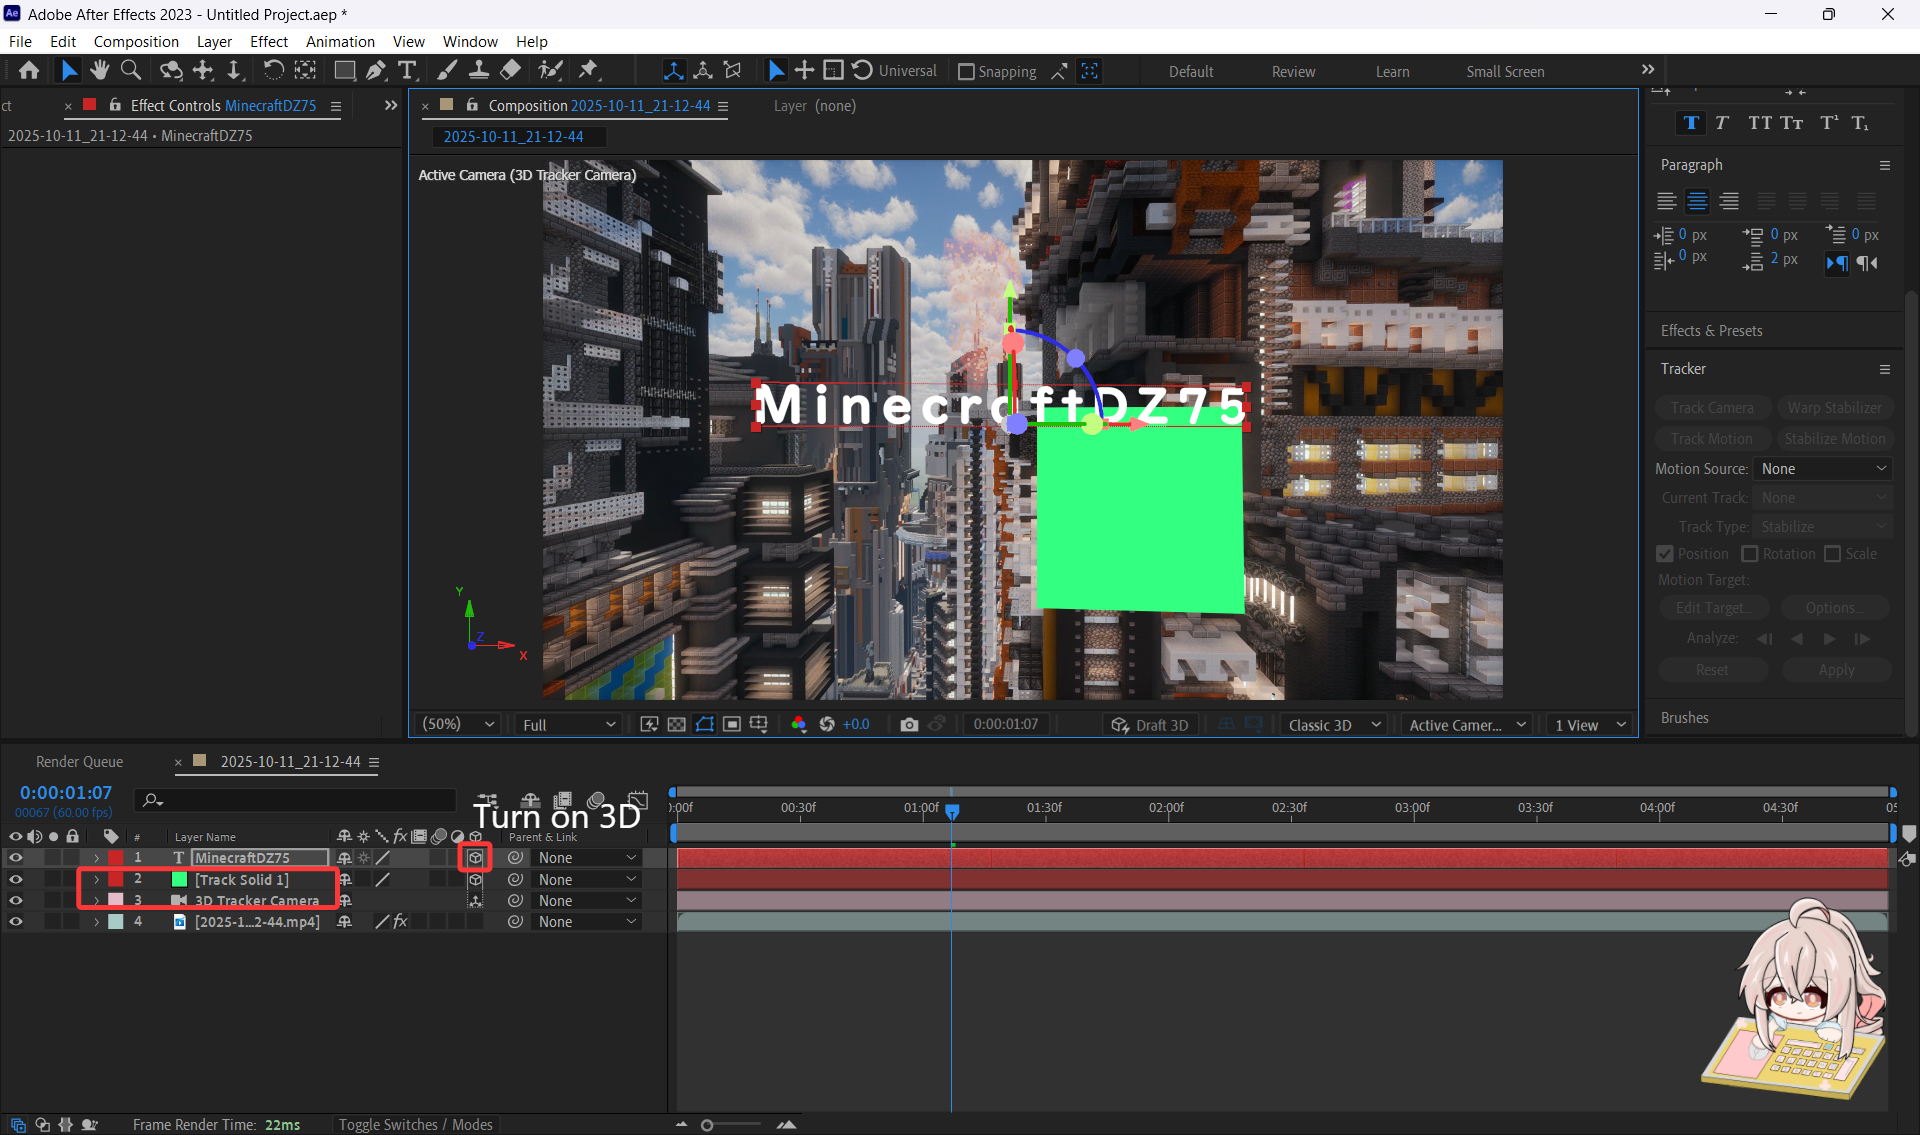 Ae Adobe After Effects 2023 - Untitled Project.aep *
File Edit Composition Layer Effect Animation View Window Help
Universal Snapping Default Review Learn Small Screen
ct × Effect Controls MinecraftDZ75
2025-10-11_21-12-44 • MinecraftDZ75
× Composition 2025-10-11_21-12-44 Layer (none)
2025-10-11_21-12-44
Active Camera (3D Tracker Camera)
MinecraftDZ75
Y
Z
X
(50%) Full +0.0 0:00:01:07 Draft 3D Classic 3D Active Camer... 1 View
T T TT Tт T¹ T₁
Paragraph
0 px 0 px 0 px
0 px 2 px
Effects & Presets
Tracker
Track Camera Warp Stabilizer
Track Motion Stabilize Motion
Motion Source: None
Current Track: None
Track Type: Stabilize
Position Rotation Scale
Motion Target:
Edit Target... Options...
Analyze:
Reset Apply
Brushes
Render Queue × 2025-10-11_21-12-44
0:00:01:07
00067 (60.00 fps)
Turn on 3D
# Layer Name fx Parent & Link
1 T MinecraftDZ75 None
2 [Track Solid 1] None
3 3D Tracker Camera None
4 [2025-1...2-44.mp4] fx None
):00f 00:30f 01:00f 01:30f 02:00f 02:30f 03:00f 03:30f 04:00f 04:30f 05
Frame Render Time: 22ms Toggle Switches / Modes